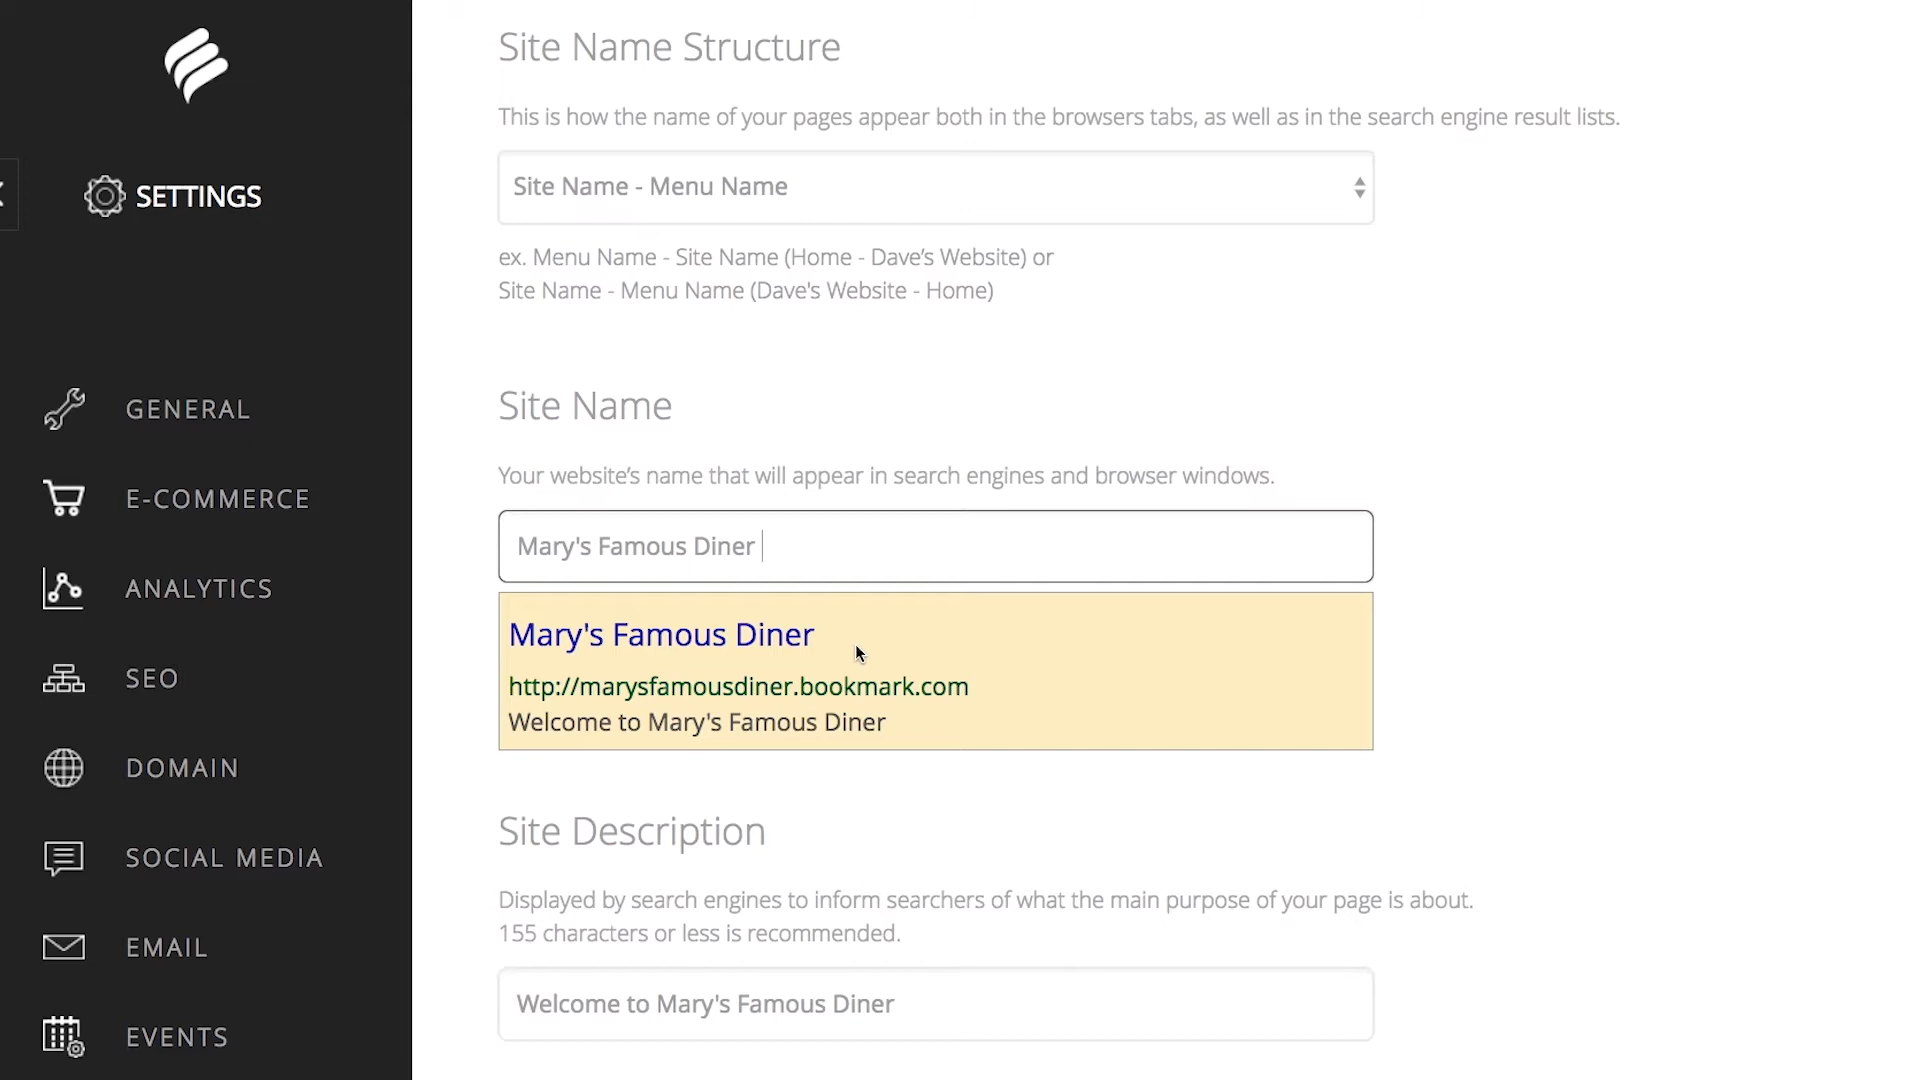 SETTINGS
GENERAL
E-COMMERCE
ANALYTICS
SEO
DOMAIN
SOCIAL MEDIA
EMAIL
EVENTS
Site Name Structure
This is how the name of your pages appear both in the browsers tabs, as well as in the search engine result lists.
Site Name - Menu Name
ex. Menu Name - Site Name (Home - Dave’s Website) or
Site Name - Menu Name (Dave's Website - Home)
Site Name
Your website’s name that will appear in search engines and browser windows.
Mary's Famous Diner
Mary's Famous Diner
http://marysfamousdiner.bookmark.com
Welcome to Mary's Famous Diner
Site Description
Displayed by search engines to inform searchers of what the main purpose of your page is about.
155 characters or less is recommended.
Welcome to Mary's Famous Diner